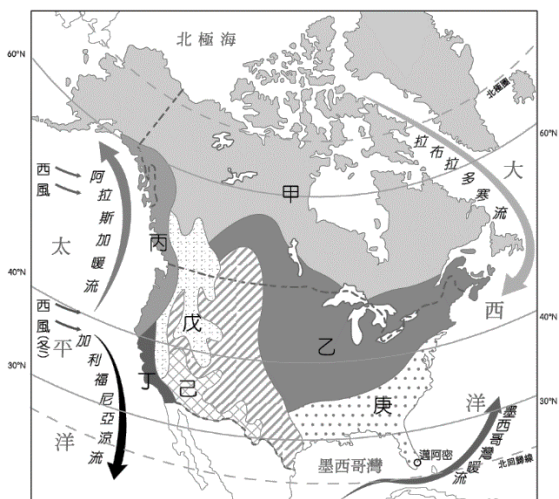 北極海
60°N
60°N
北極圈
大
西
洋
拉布拉多寒流
西風
阿拉斯加暖流
甲
太
平
洋
丙
40°N
40°N
西風(冬)
戊
乙
加利福尼亞涼流
丁
己
庚
30°N
30°N
墨西哥灣暖流
墨西哥灣
邁阿密
北回歸線